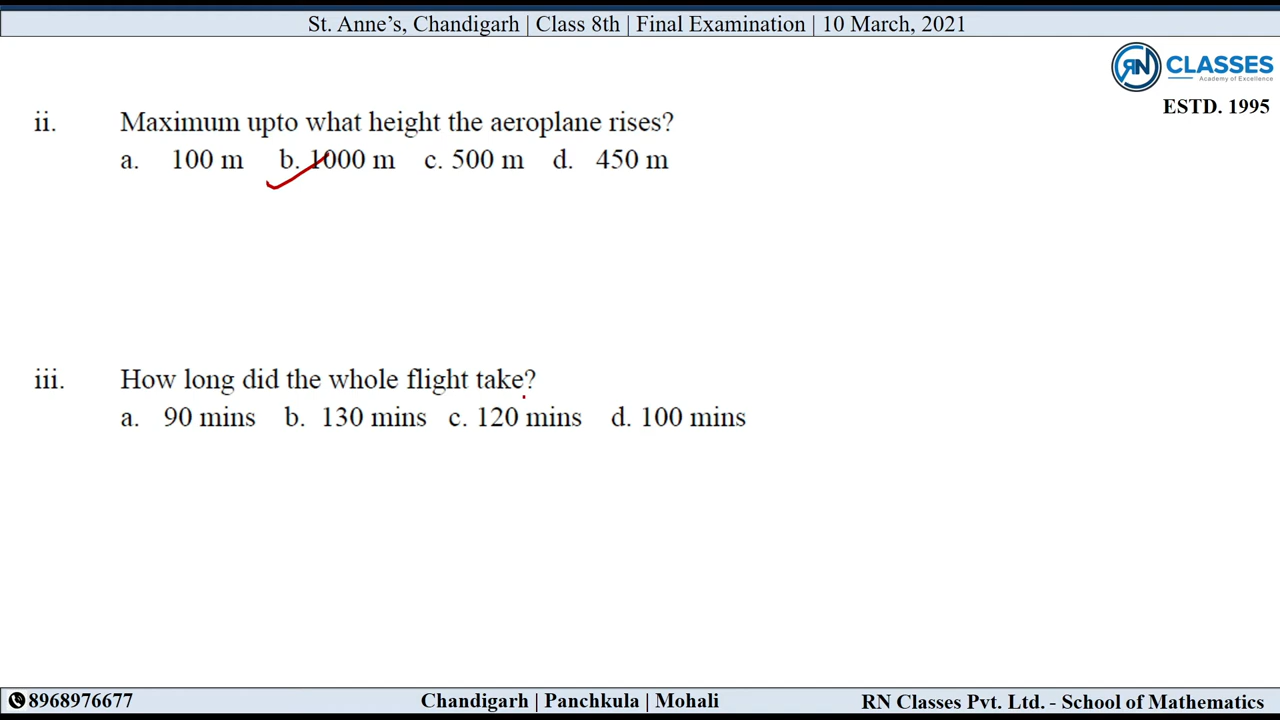 St. Anne's, Chandigarh | Class 8th | Final Examination | 10 March, 2021
RN CLASSES
Academy of Excellence
ESTD. 1995
ii. Maximum upto what height the aeroplane rises?
a. 100 m b. 1000 m c. 500 m d. 450 m
iii. How long did the whole flight take?
a. 90 mins b. 130 mins c. 120 mins d. 100 mins
8968976677 Chandigarh | Panchkula | Mohali RN Classes Pvt. Ltd. - School of Mathematics